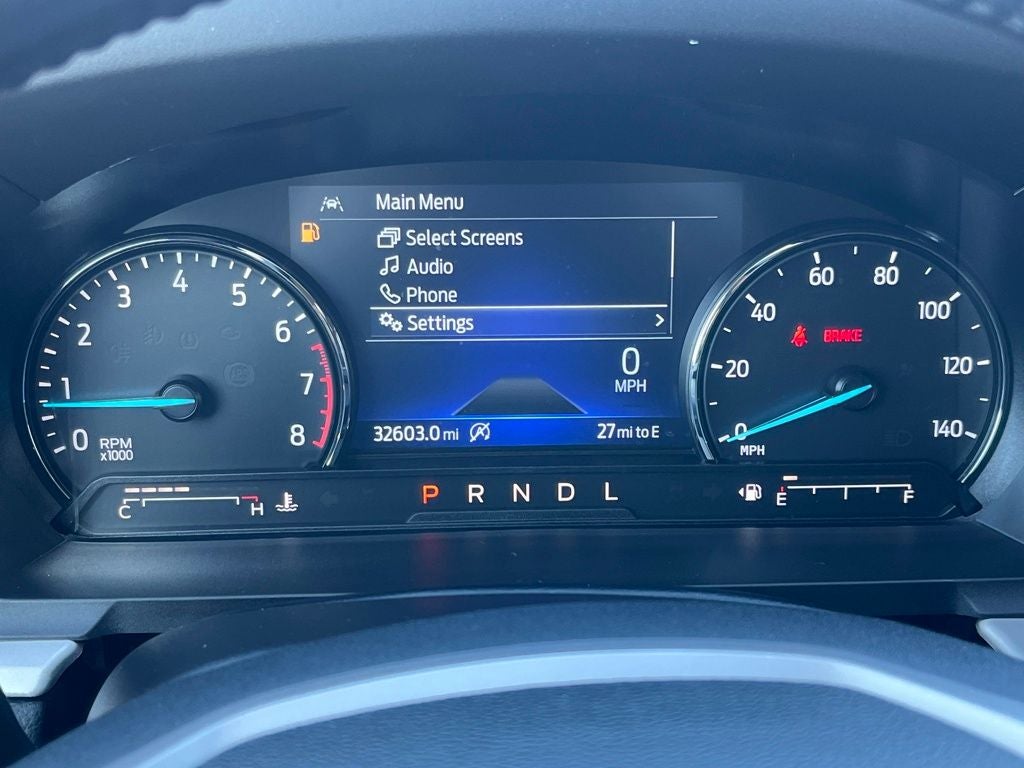 Main Menu
Select Screens
Audio
Phone
Settings
0
MPH
32603.0 mi
27 mi to E
0
1
2
3
4
5
6
7
8
RPM
x1000
0
20
40
60
80
100
120
140
MPH
BRAKE
C
H
P R N D L
E
F